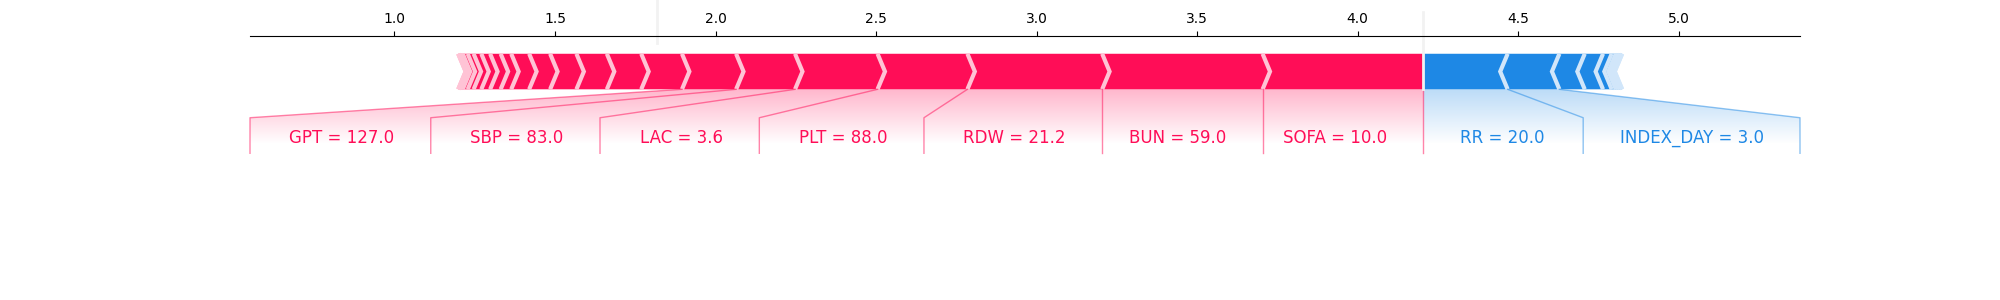 1.0 1.5 2.0 2.5 3.0 3.5 4.0 4.5 5.0
GPT = 127.0 SBP = 83.0 LAC = 3.6 PLT = 88.0 RDW = 21.2 BUN = 59.0 SOFA = 10.0 RR = 20.0 INDEX_DAY = 3.0